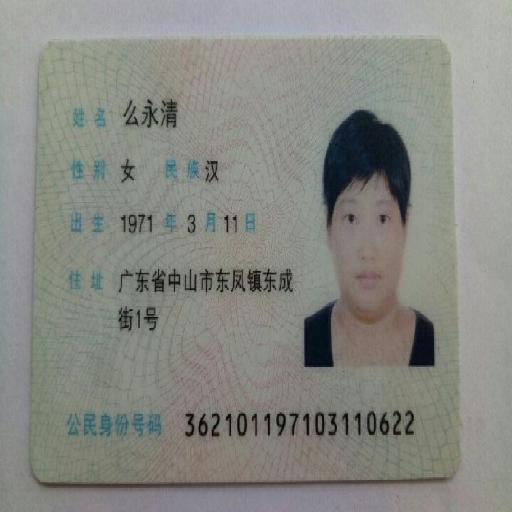 姓名 么永清
性别 女 民族 汉
出生 1971 年 3 月 11 日
住址 广东省中山市东凤镇东成
街1号
公民身份号码 362101197103110622